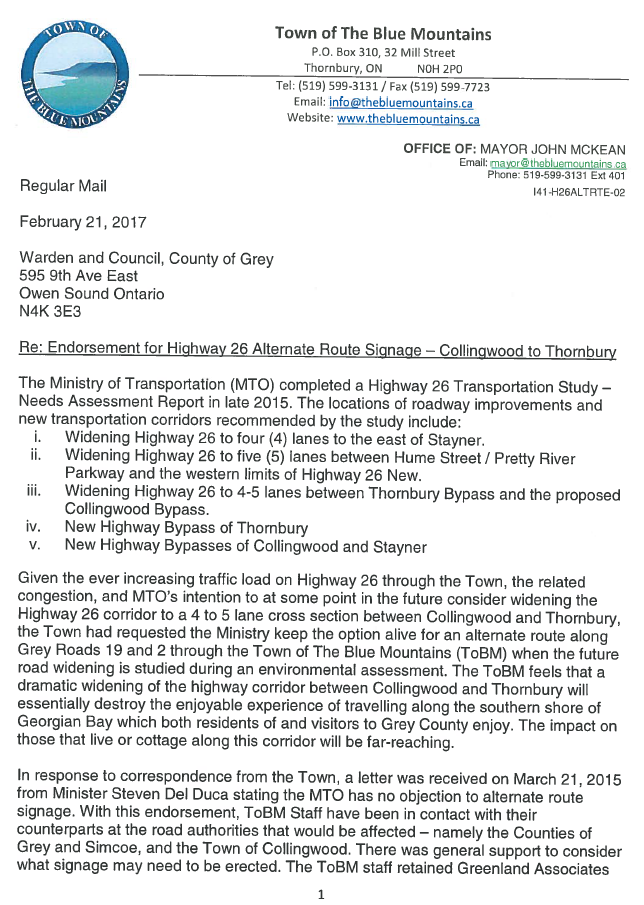 TOWN OF
THE BLUE MOUNTAINS
Town of The Blue Mountains
P.O. Box 310, 32 Mill Street
Thornbury, ON N0H 2P0
Tel: (519) 599-3131 / Fax (519) 599-7723
Email: info@thebluemountains.ca
Website: www.thebluemountains.ca
OFFICE OF: MAYOR JOHN MCKEAN
Email: mayor@thebluemountains.ca
Phone: 519-599-3131 Ext 401
I41-H26ALTRTE-02
Regular Mail
February 21, 2017
Warden and Council, County of Grey
595 9th Ave East
Owen Sound Ontario
N4K 3E3
Re: Endorsement for Highway 26 Alternate Route Signage – Collingwood to Thornbury
The Ministry of Transportation (MTO) completed a Highway 26 Transportation Study –
Needs Assessment Report in late 2015. The locations of roadway improvements and
new transportation corridors recommended by the study include:
i. Widening Highway 26 to four (4) lanes to the east of Stayner.
ii. Widening Highway 26 to five (5) lanes between Hume Street / Pretty River
Parkway and the western limits of Highway 26 New.
iii. Widening Highway 26 to 4-5 lanes between Thornbury Bypass and the proposed
Collingwood Bypass.
iv. New Highway Bypass of Thornbury
v. New Highway Bypasses of Collingwood and Stayner
Given the ever increasing traffic load on Highway 26 through the Town, the related
congestion, and MTO's intention to at some point in the future consider widening the
Highway 26 corridor to a 4 to 5 lane cross section between Collingwood and Thornbury,
the Town had requested the Ministry keep the option alive for an alternate route along
Grey Roads 19 and 2 through the Town of The Blue Mountains (ToBM) when the future
road widening is studied during an environmental assessment. The ToBM feels that a
dramatic widening of the highway corridor between Collingwood and Thornbury will
essentially destroy the enjoyable experience of travelling along the southern shore of
Georgian Bay which both residents of and visitors to Grey County enjoy. The impact on
those that live or cottage along this corridor will be far-reaching.
In response to correspondence from the Town, a letter was received on March 21, 2015
from Minister Steven Del Duca stating the MTO has no objection to alternate route
signage. With this endorsement, ToBM Staff have been in contact with their
counterparts at the road authorities that would be affected – namely the Counties of
Grey and Simcoe, and the Town of Collingwood. There was general support to consider
what signage may need to be erected. The ToBM staff retained Greenland Associates
1